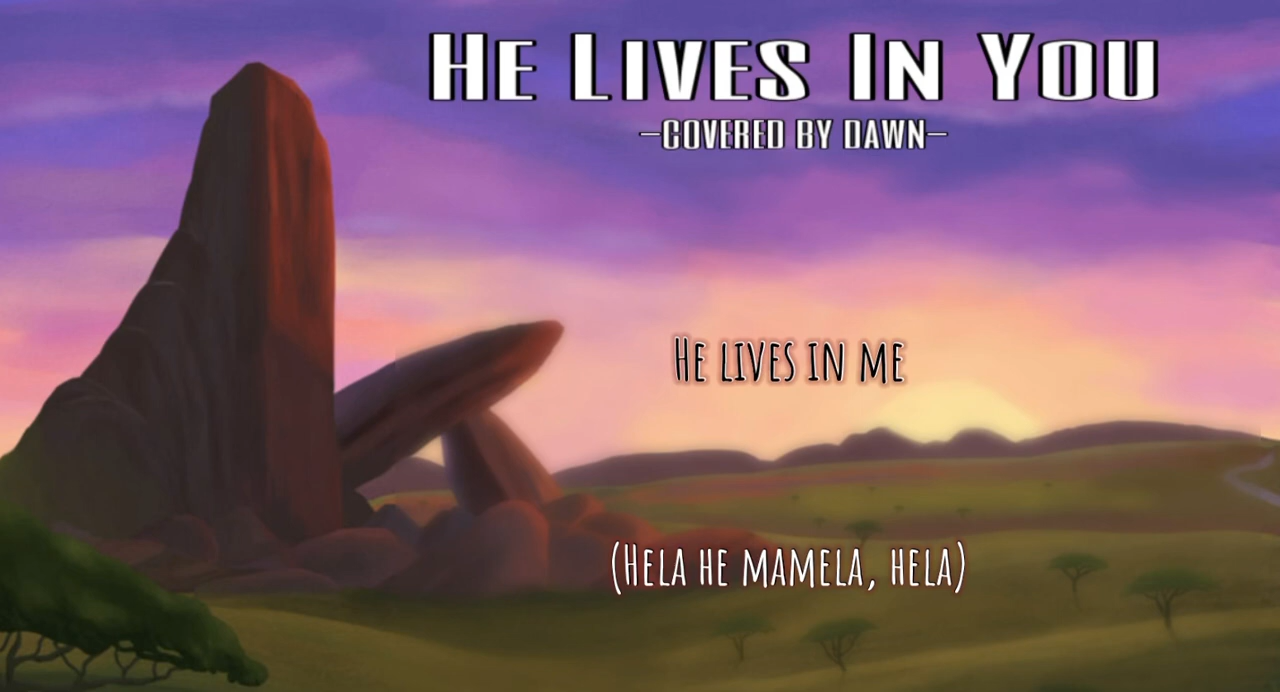 He Lives In You
–Covered by Dawn–
He lives in me
(Hela he mamela, hela)